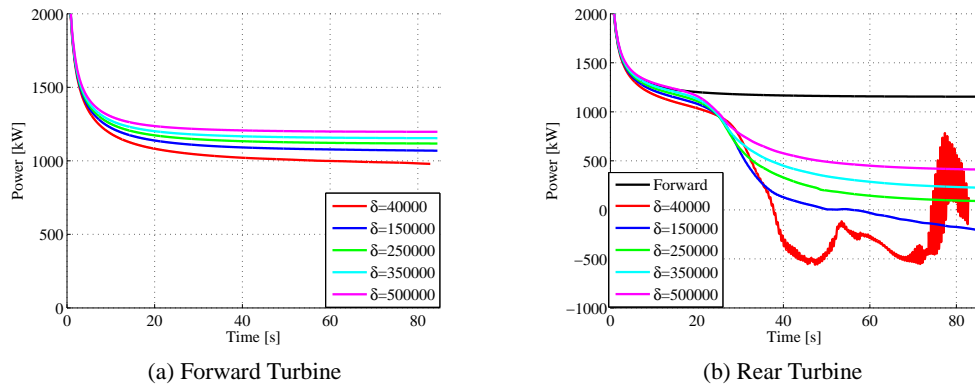 2000
1500
1000
500
0
Power [kW]
0 20 40 60 80
Time [s]
δ=40000
δ=150000
δ=250000
δ=350000
δ=500000
(a) Forward Turbine
2000
1500
1000
500
0
−500
−1000
Power [kW]
0 20 40 60 80
Time [s]
Forward
δ=40000
δ=150000
δ=250000
δ=350000
δ=500000
(b) Rear Turbine